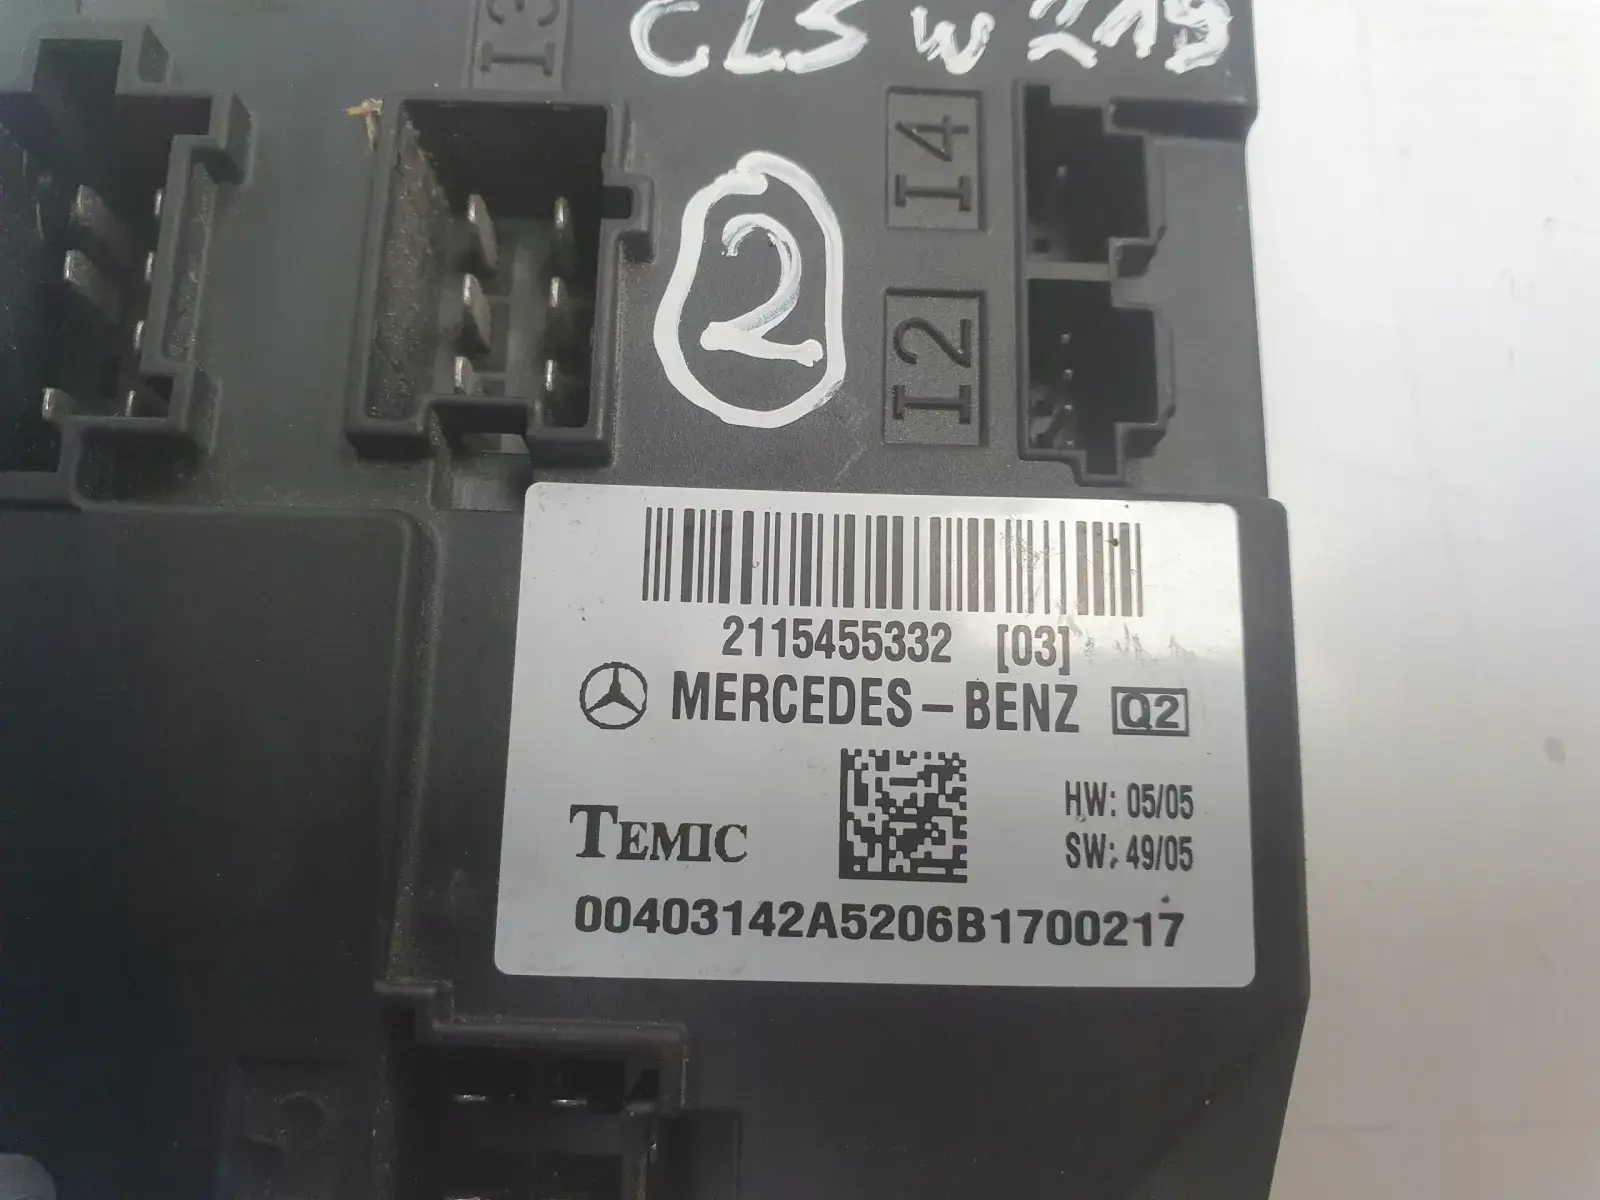 I3
CLS W219
I4
2
I2
2115455332 [03]
MERCEDES-BENZ Q2
TEMIC
HW: 05/05
SW: 49/05
00403142A5206B1700217